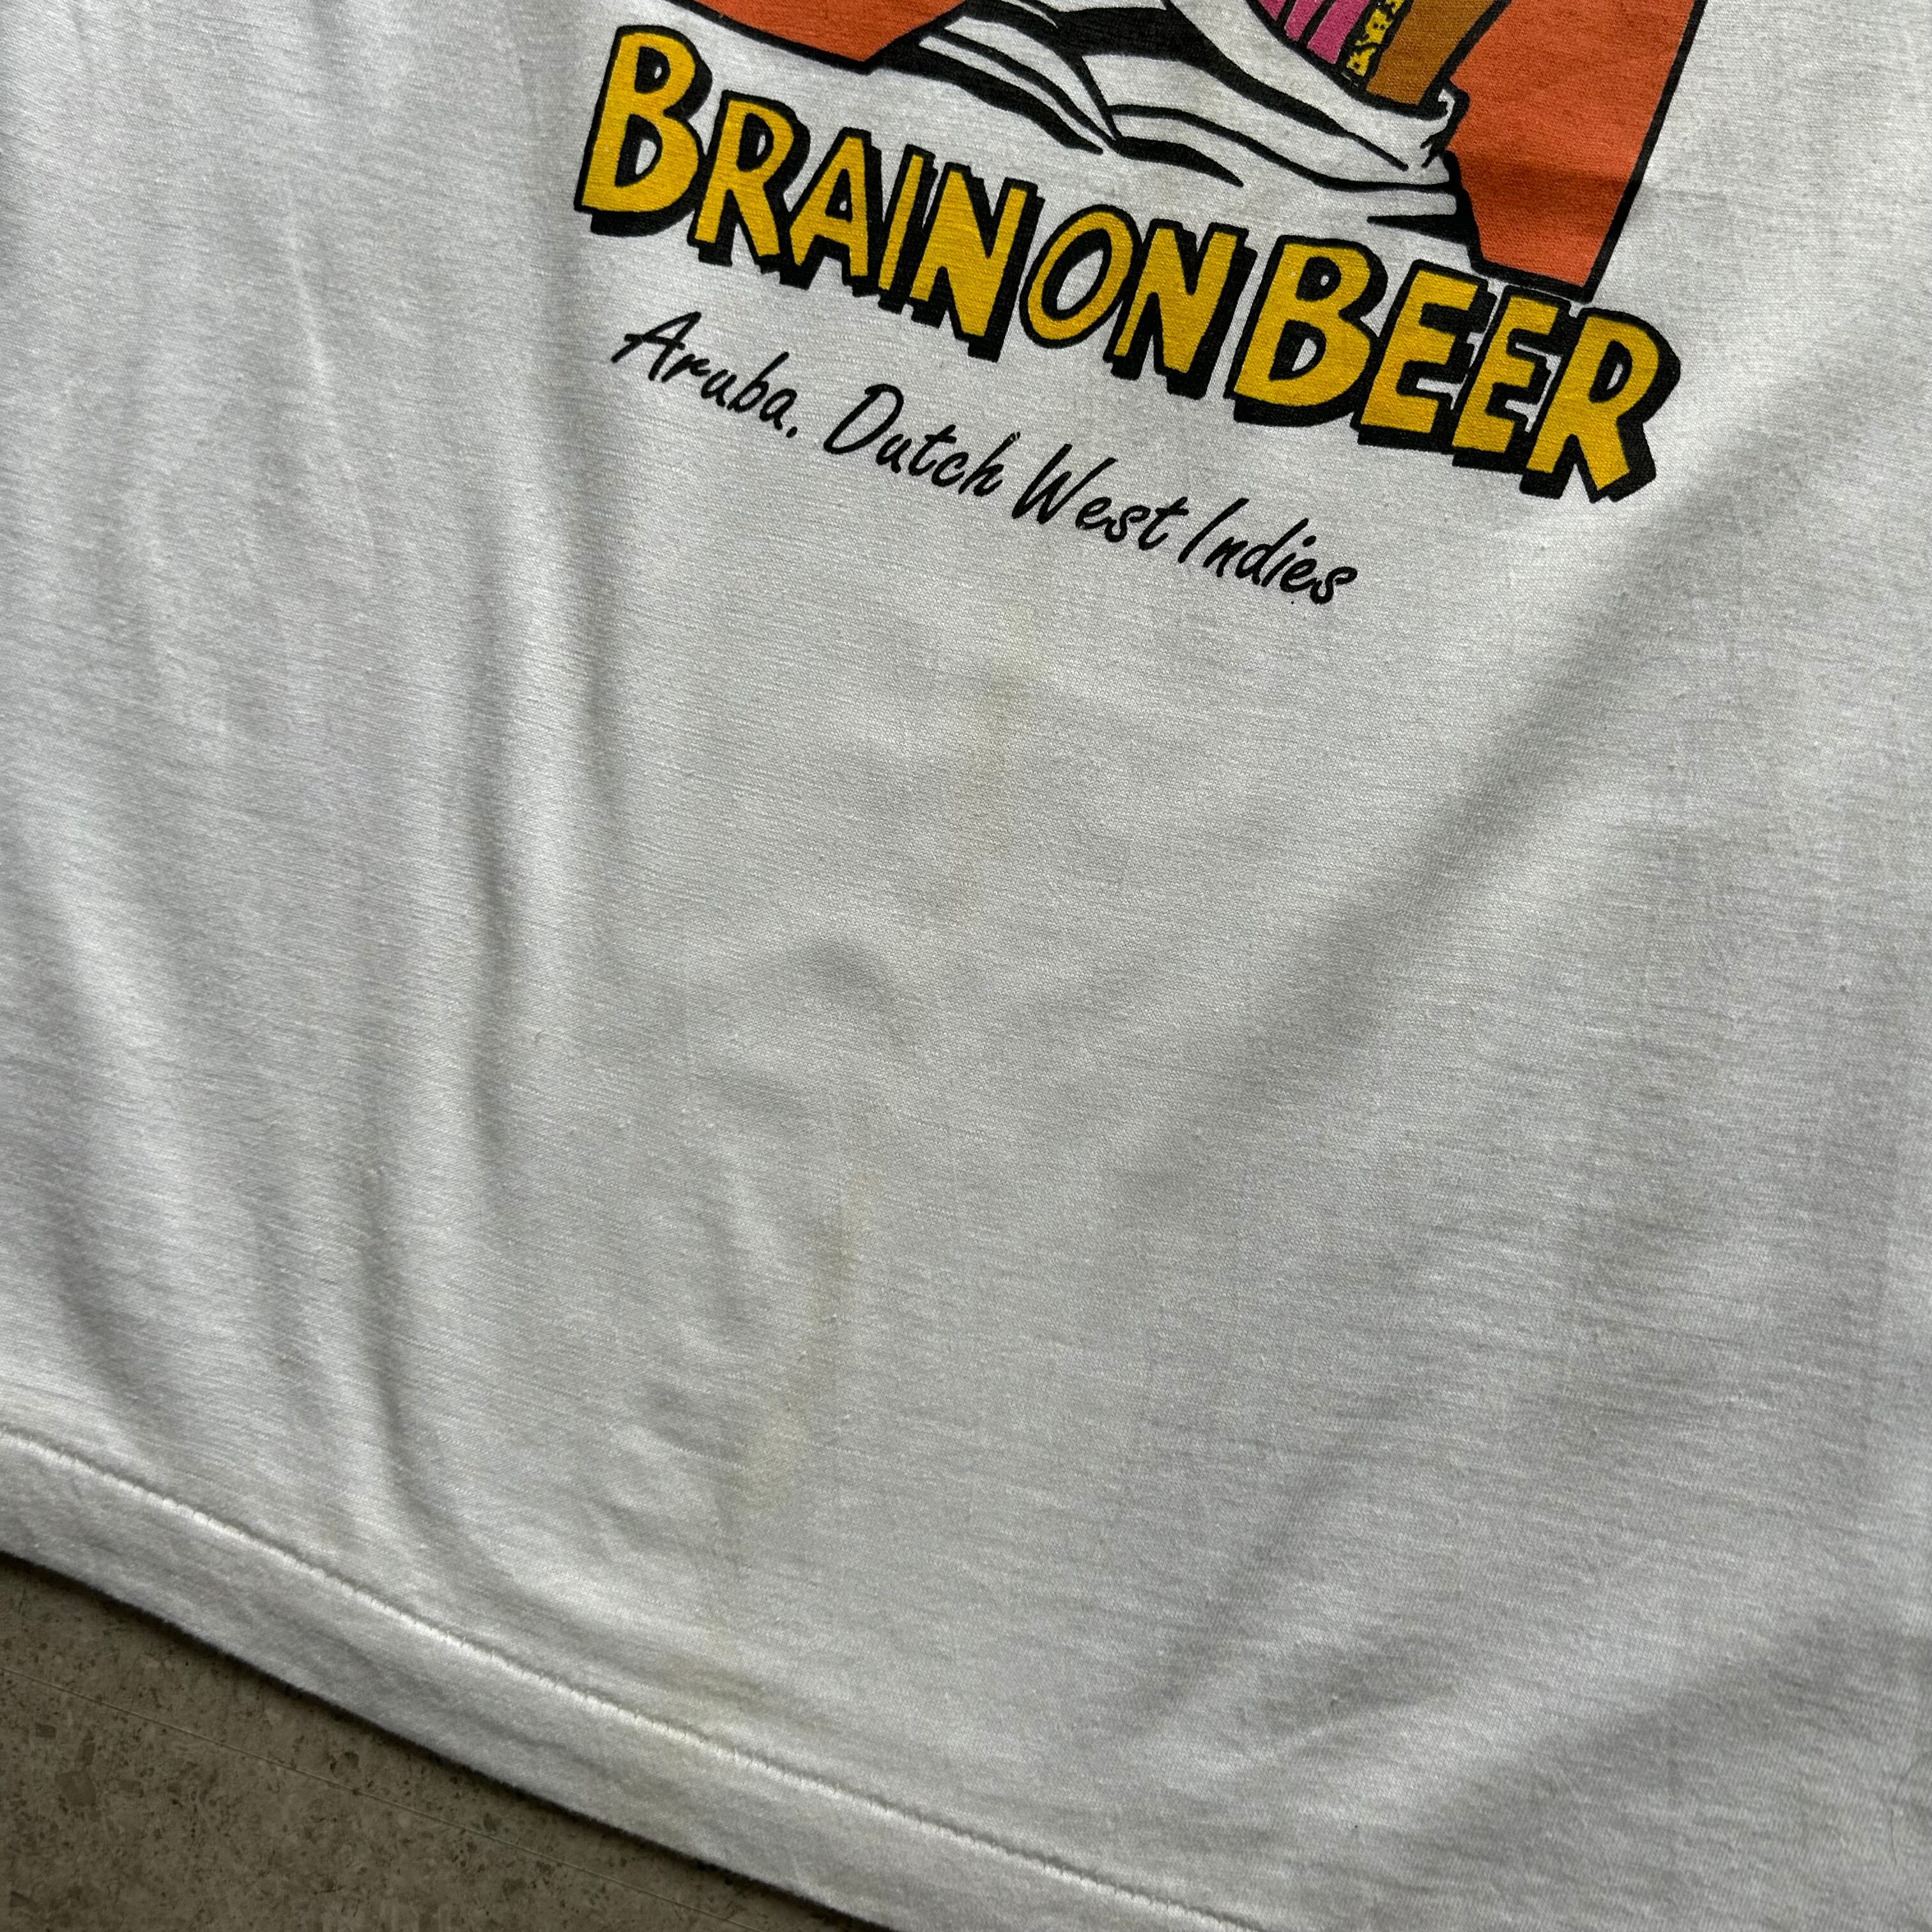 BRAIN ON BEER
Aruba. Dutch West Indies